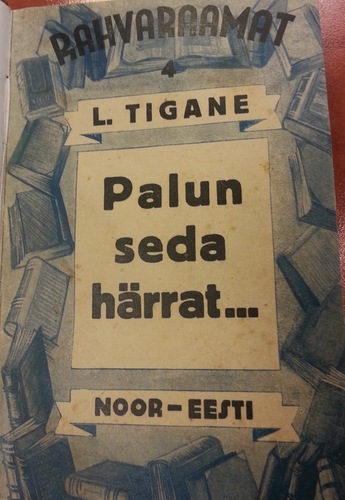 RAHVARAAMAT
4
L. TIGANE
Palun
seda
härrat...
NOOR-EESTI